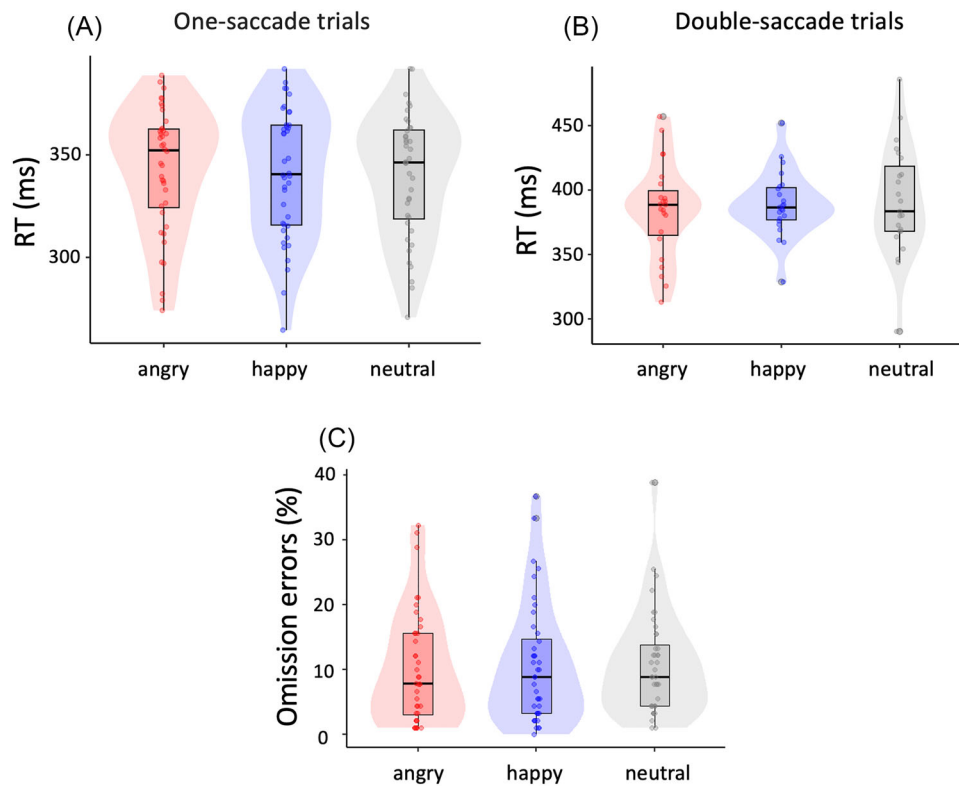 (A) One-saccade trials
(B) Double-saccade trials
RT (ms)
350
300
angry happy neutral
RT (ms)
450
400
350
300
angry happy neutral
(C)
Omission errors (%)
40
30
20
10
0
angry happy neutral